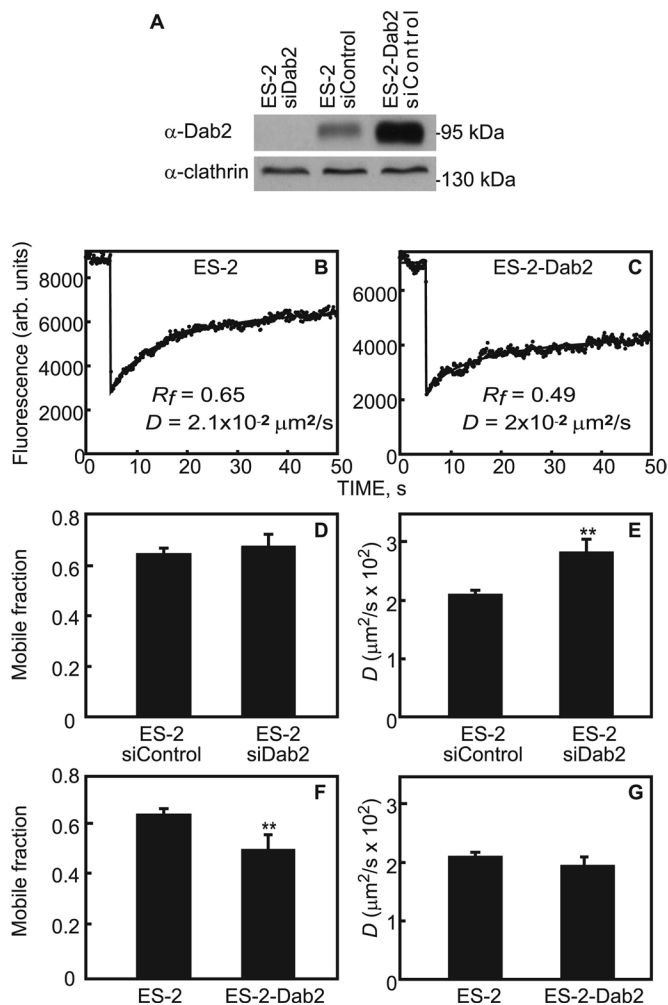 A
ES-2
siDab2
ES-2
siControl
ES-2-Dab2
siControl
α-Dab2
-95 kDa
α-clathrin
-130 kDa
Fluorescence (arb. units)
8000
6000
4000
2000
0
ES-2
B
Rf = 0.65
D = 2.1x10-2 μm2/s
0 10 20 30 40 50
6000
4000
2000
0
ES-2-Dab2
C
Rf = 0.49
D = 2x10-2 μm2/s
0 10 20 30 40 50
TIME, s
Mobile fraction
0.8
0.6
0.4
0.2
0
D
ES-2
siControl
ES-2
siDab2
D (μm2/s x 102)
3
2
1
0
**
E
ES-2
siControl
ES-2
siDab2
Mobile fraction
0.8
0.6
0.4
0.2
0
F
**
ES-2
ES-2-Dab2
D (μm2/s x 102)
3
2
1
0
G
ES-2
ES-2-Dab2